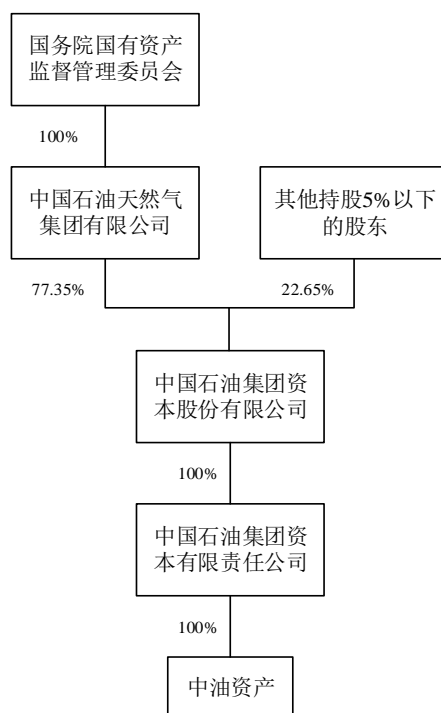 国务院国有资产
监督管理委员会
100%
中国石油天然气
集团有限公司
其他持股5%以下
的股东
77.35%
22.65%
中国石油集团资
本股份有限公司
100%
中国石油集团资
本有限责任公司
100%
中油资产